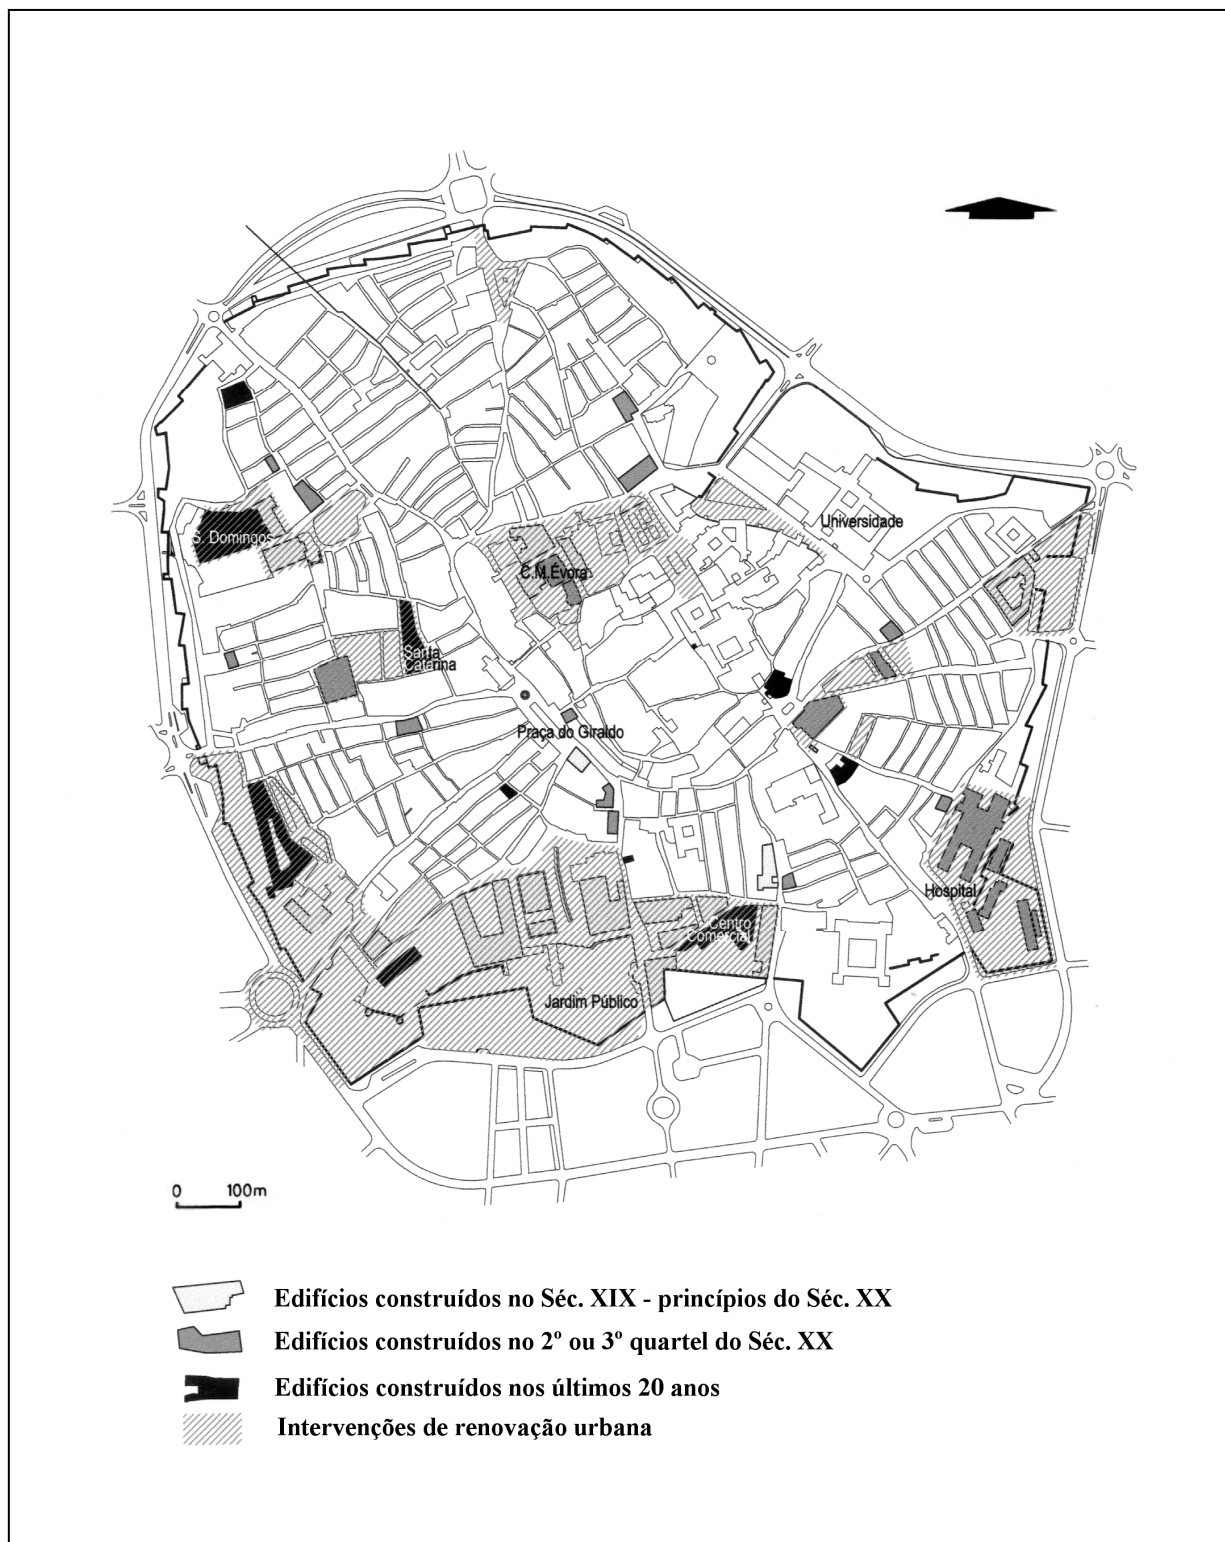 Universidade
S. Domingos
C.M.Évora
Santa
Catarina
Praça do Giraldo
Hospital
Centro
Comercial
Jardim Público
0 100m
Edifícios construídos no Séc. XIX - princípios do Séc. XX
Edifícios construídos no 2º ou 3º quartel do Séc. XX
Edifícios construídos nos últimos 20 anos
Intervenções de renovação urbana